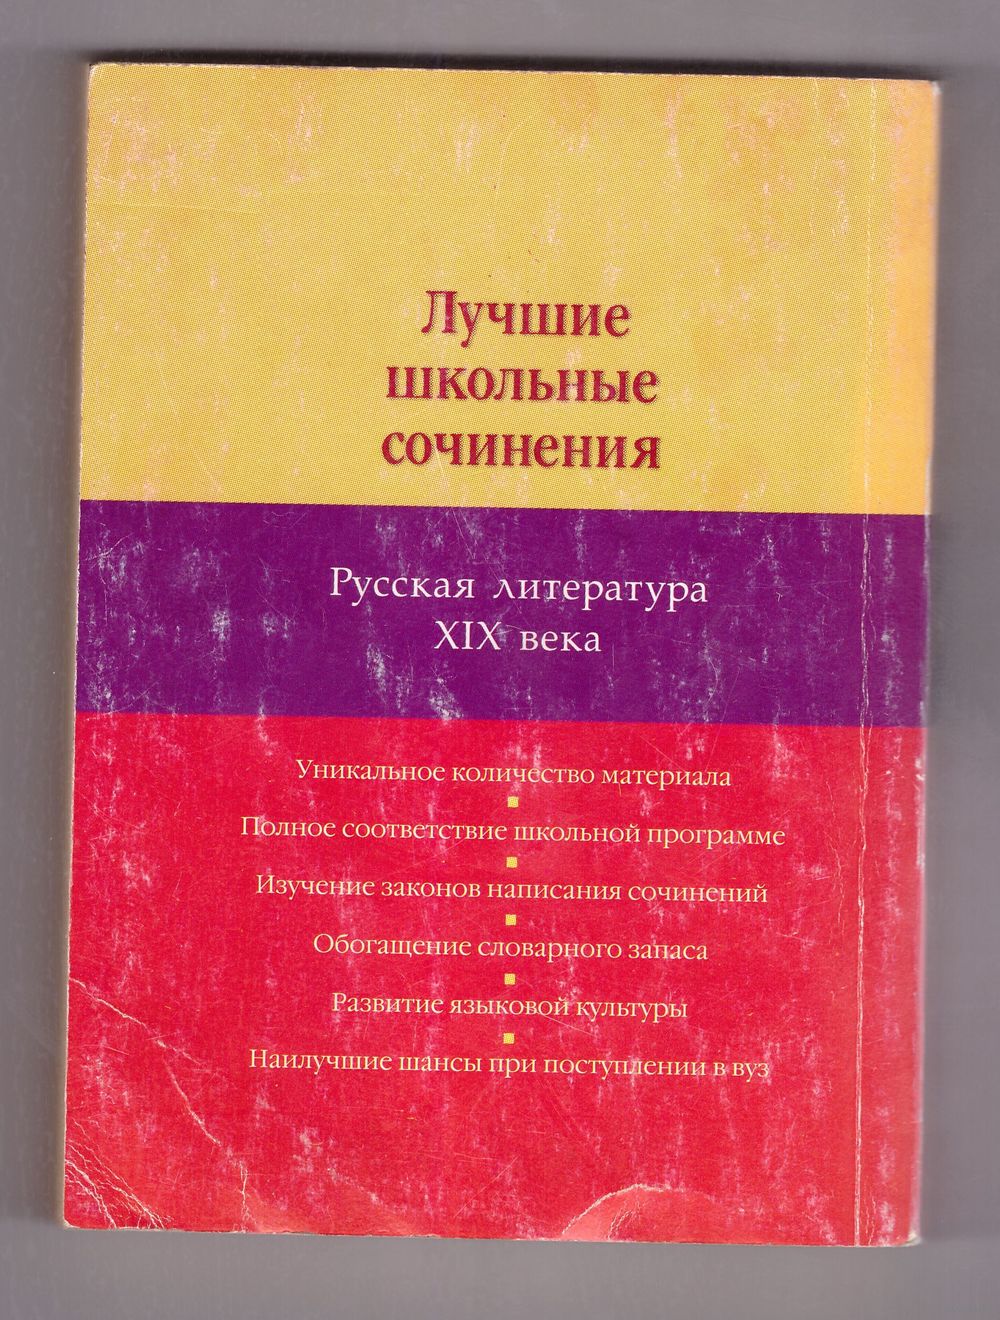 Лучшие
школьные
сочинения
Русская литература
XIX века
Уникальное количество материала
Полное соответствие школьной программе
Изучение законов написания сочинений
Обогащение словарного запаса
Развитие языковой культуры
Наилучшие шансы при поступлении в вуз